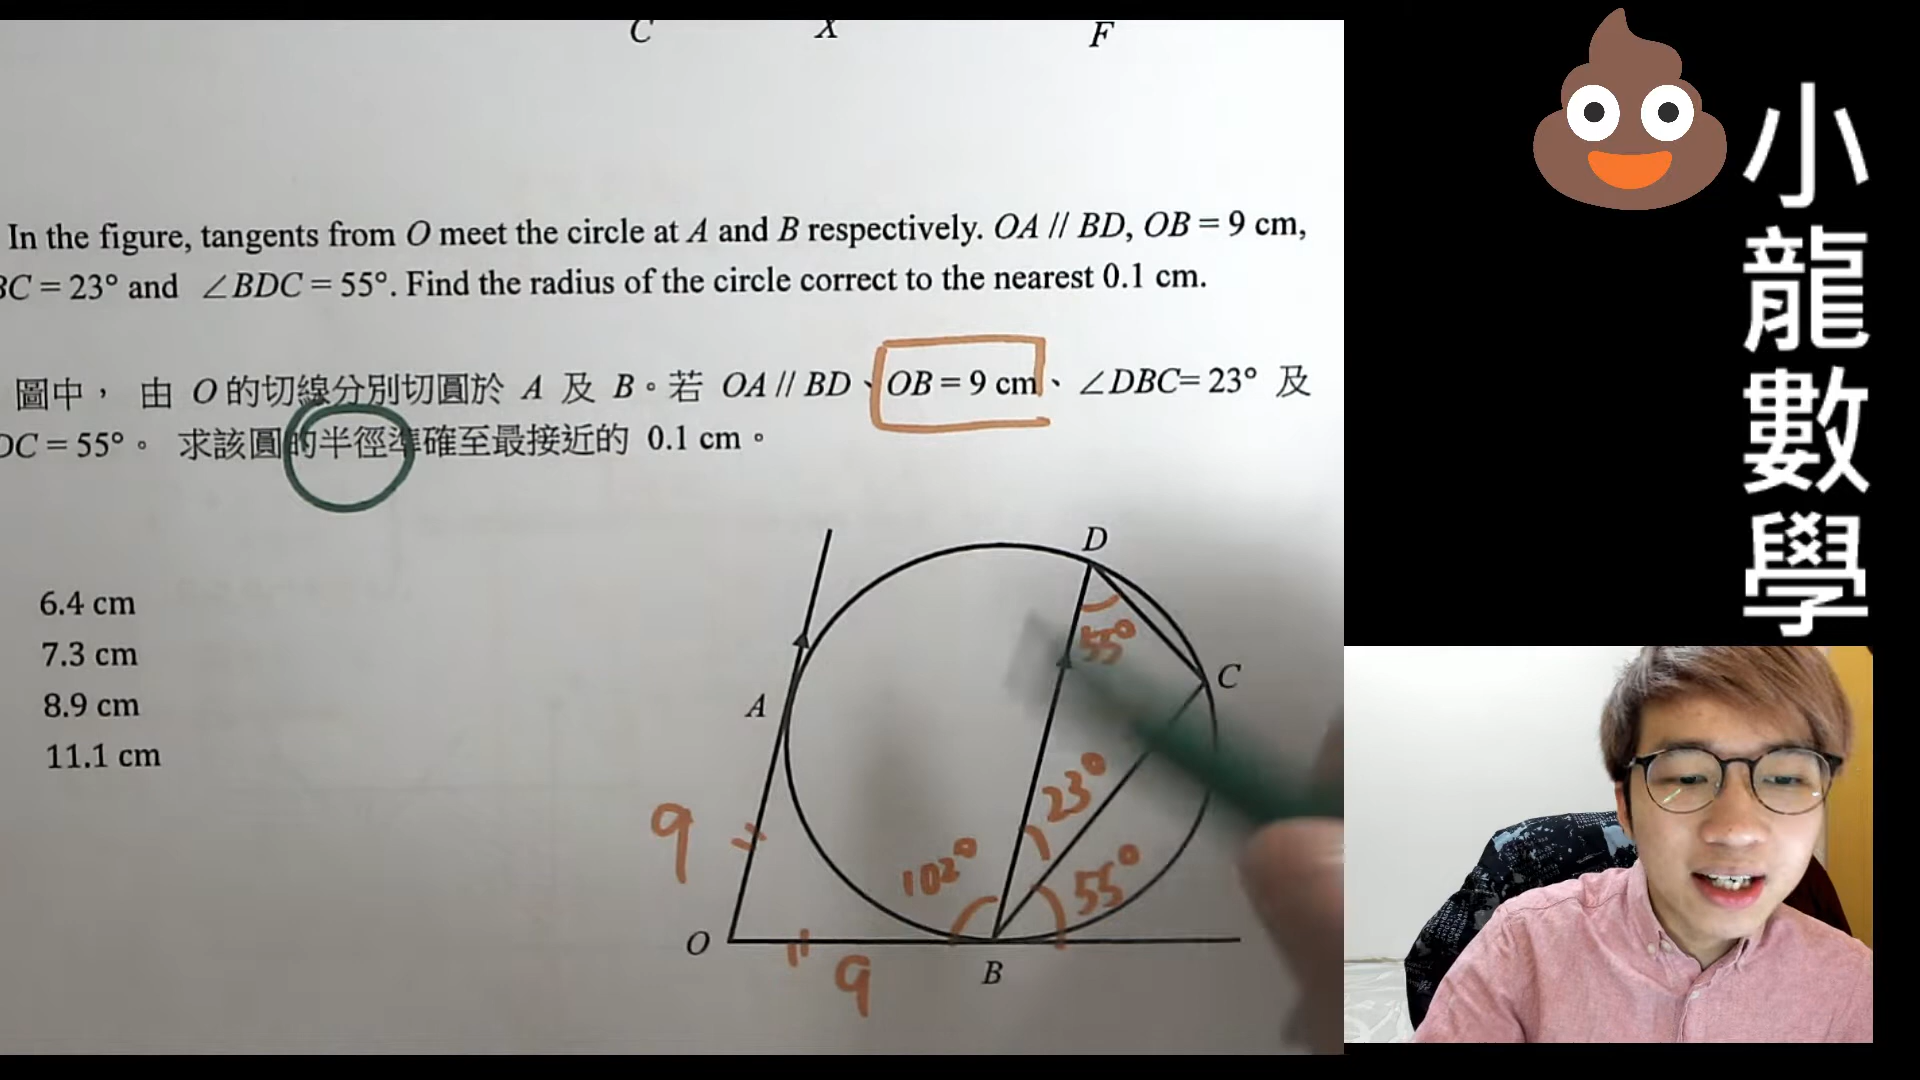 C X F
In the figure, tangents from O meet the circle at A and B respectively. OA // BD, OB = 9 cm,
BC = 23° and ∠BDC = 55°. Find the radius of the circle correct to the nearest 0.1 cm.
圖中， 由 O 的切線分別切圓於 A 及 B。若 OA // BD、OB = 9 cm、∠DBC= 23° 及
DC = 55°。 求該圓的半徑準確至最接近的 0.1 cm。
6.4 cm
7.3 cm
8.9 cm
11.1 cm
D
55°
C
A
23°
9
102°
55°
O
9
B
小龍數學